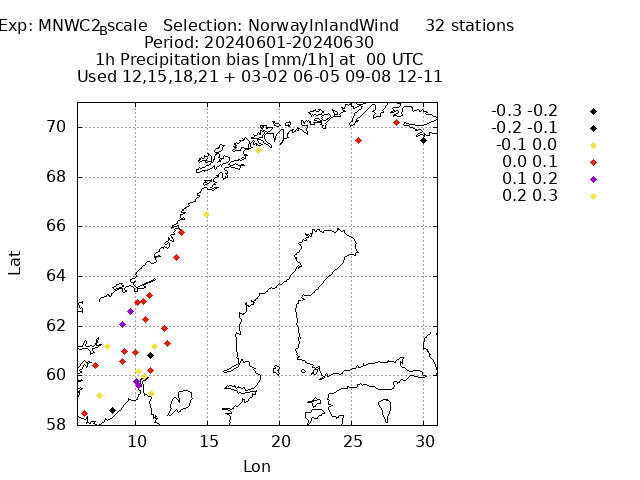 Exp: MNWC2_Bscale Selection: NorwayInlandWind 32 stations
Period: 20240601-20240630
1h Precipitation bias [mm/1h] at 00 UTC
Used 12,15,18,21 + 03-02 06-05 09-08 12-11
-0.3 -0.2
-0.2 -0.1
-0.1 0.0
0.0 0.1
0.1 0.2
0.2 0.3
70
68
66
64
62
60
58
Lat
10 15 20 25 30
Lon